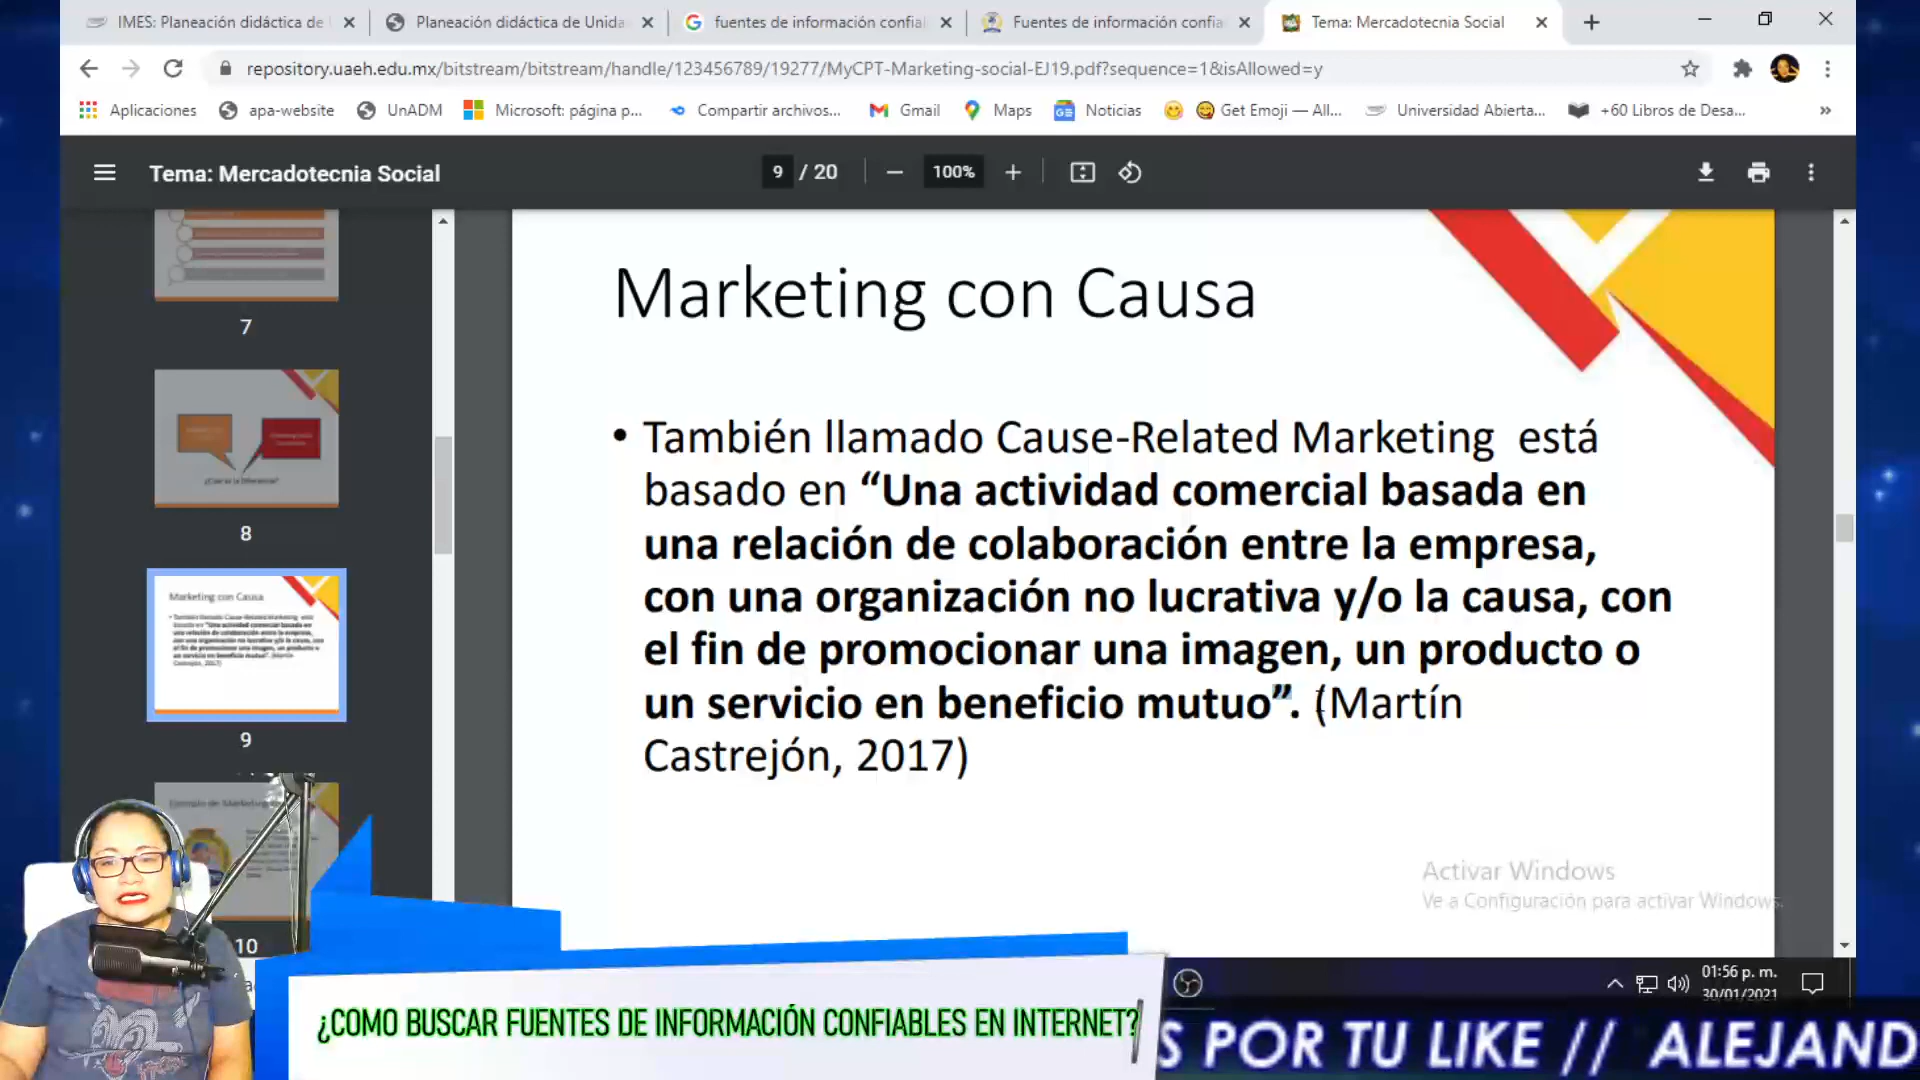 IMES: Planeación didáctica de
Planeación didáctica de Unida
fuentes de información confial
Fuentes de información confia
Tema: Mercadotecnia Social
repository.uaeh.edu.mx/bitstream/bitstream/handle/123456789/19277/MyCPT-Marketing-social-EJ19.pdf?sequence=1&isAllowed=y
Aplicaciones
apa-website
UnADM
Microsoft: página p...
Compartir archivos...
Gmail
Maps
Noticias
Get Emoji — All...
Universidad Abierta...
+60 Libros de Desa...
»
Tema: Mercadotecnia Social
9 / 20
100%
7
8
Marketing con Causa
9
10
Marketing con Causa
• También llamado Cause-Related Marketing está
basado en “Una actividad comercial basada en
una relación de colaboración entre la empresa,
con una organización no lucrativa y/o la causa, con
el fin de promocionar una imagen, un producto o
un servicio en beneficio mutuo”. (Martín
Castrejón, 2017)
Activar Windows
Ve a Configuración para activar Windows.
01:56 p. m.
30/01/2021
¿COMO BUSCAR FUENTES DE INFORMACIÓN CONFIABLES EN INTERNET?
S POR TU LIKE // ALEJAND